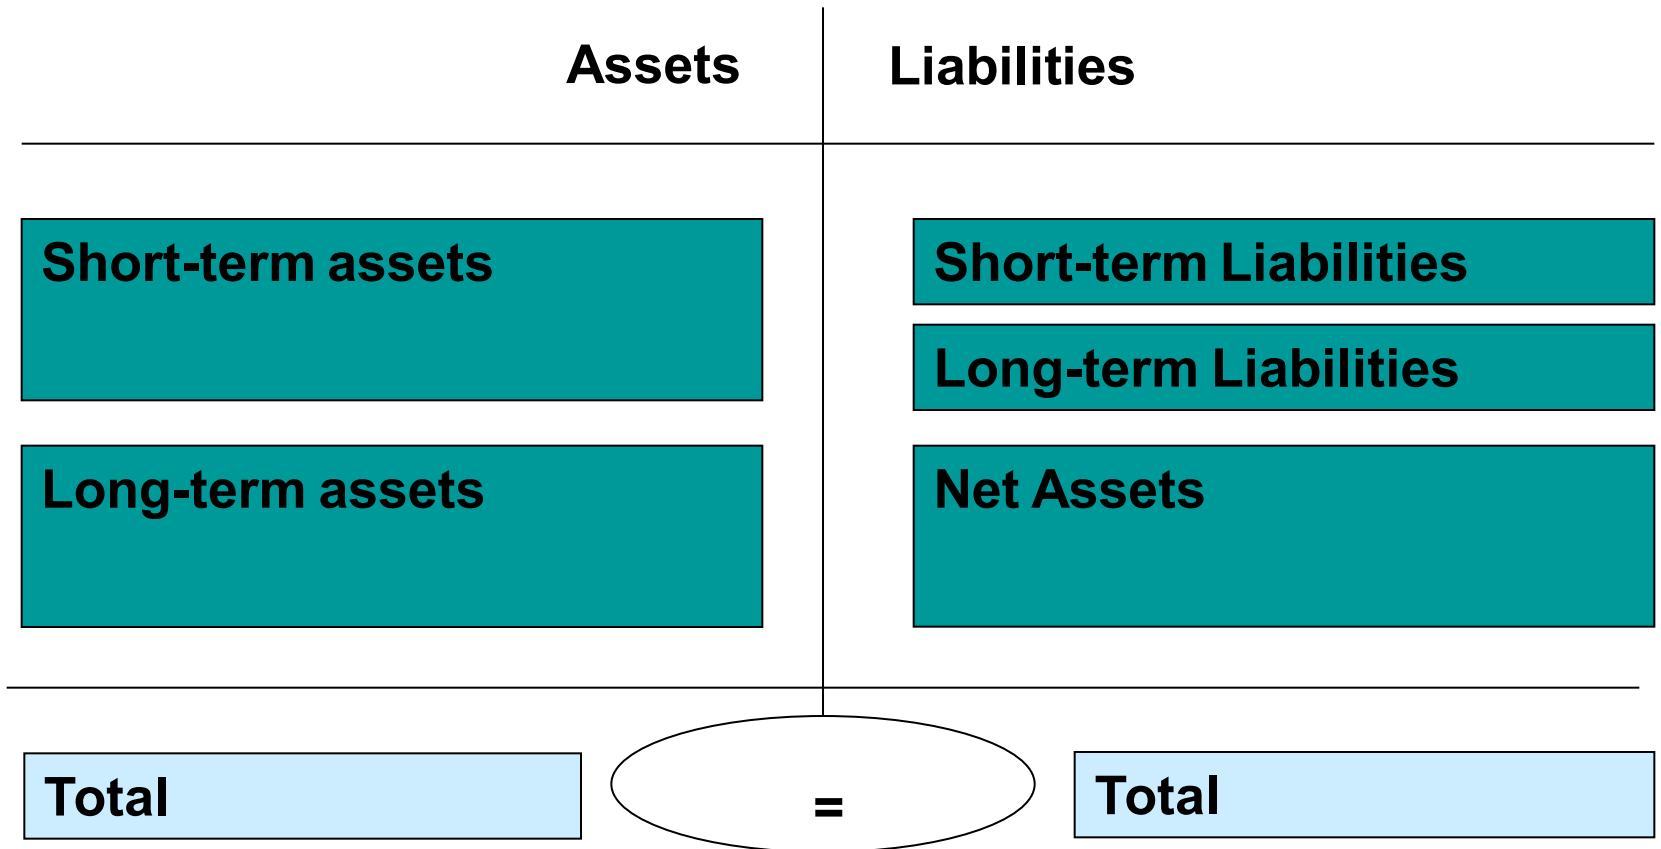 Assets
Liabilities
Short-term assets
Short-term Liabilities
Long-term Liabilities
Long-term assets
Net Assets
Total
=
Total